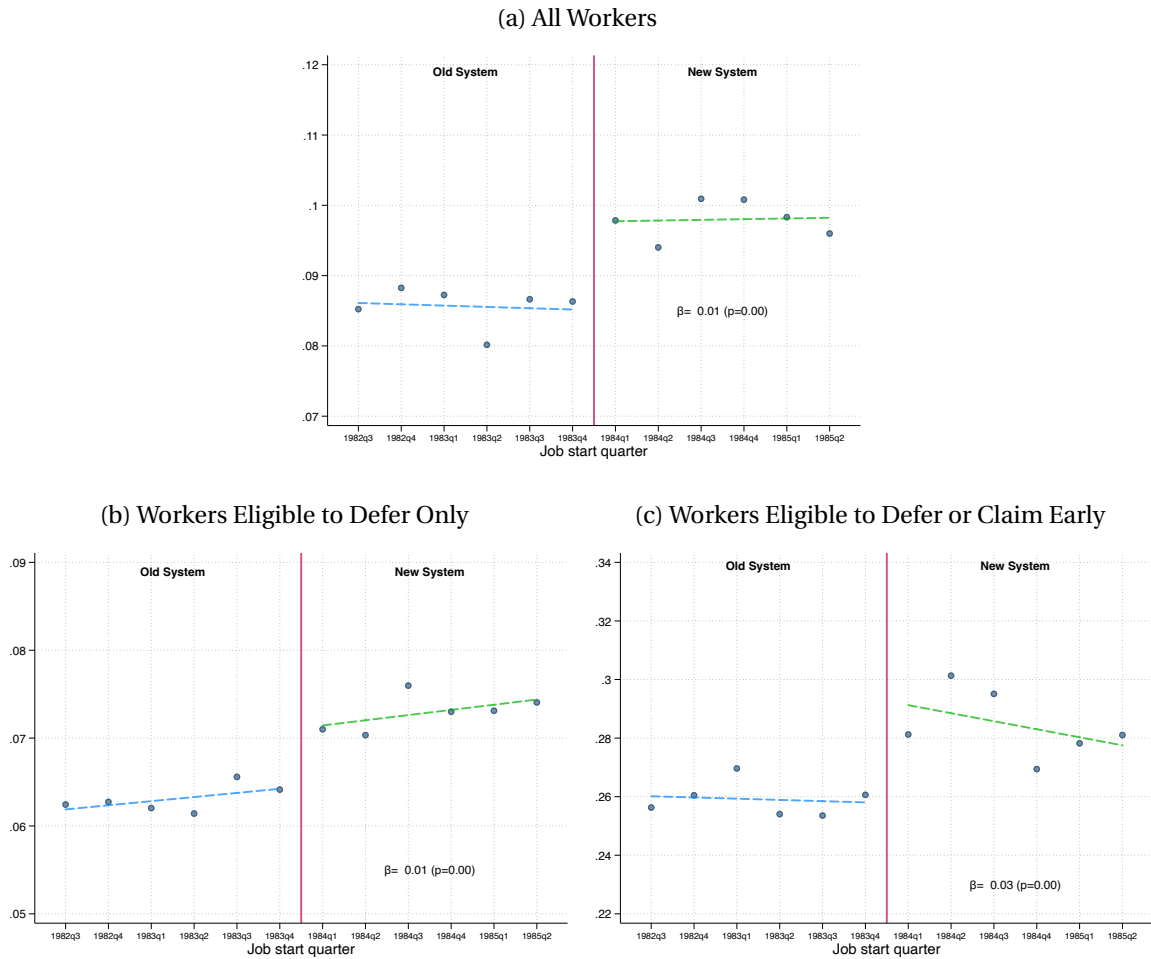 (a) All Workers
Old System New System
.12
.11
.1
.09
.08
.07
β= 0.01 (p=0.00)
1982q3 1982q4 1983q1 1983q2 1983q3 1983q4 1984q1 1984q2 1984q3 1984q4 1985q1 1985q2
Job start quarter
(b) Workers Eligible to Defer Only
Old System New System
.09
.08
.07
.06
.05
β= 0.01 (p=0.00)
1982q3 1982q4 1983q1 1983q2 1983q3 1983q4 1984q1 1984q2 1984q3 1984q4 1985q1 1985q2
Job start quarter
(c) Workers Eligible to Defer or Claim Early
Old System New System
.34
.32
.3
.28
.26
.24
.22
β= 0.03 (p=0.00)
1982q3 1982q4 1983q1 1983q2 1983q3 1983q4 1984q1 1984q2 1984q3 1984q4 1985q1 1985q2
Job start quarter